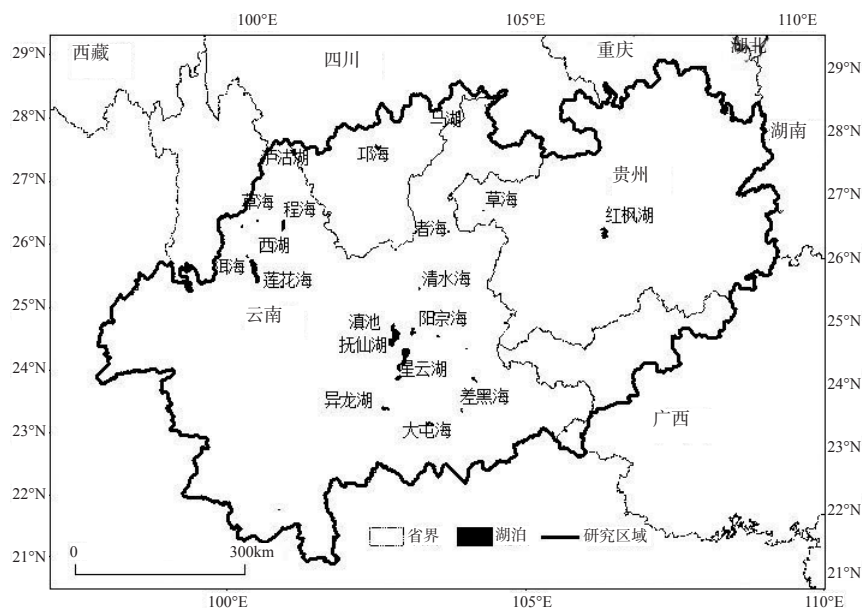 100°E 105°E 110°E
29°N 西藏 四川 重庆 湖北 29°N
28°N 马湖 湖南 28°N
泸沽湖 邛海
27°N 贵州 27°N
草海 程海 草海 红枫湖
26°N 西湖 者海 26°N
洱海 莲花海 清水海
25°N 云南 滇池 阳宗海 25°N
抚仙湖
24°N 星云湖 24°N
异龙湖 差黑海
23°N 大屯海 广西 23°N
22°N 22°N
省界 湖泊 研究区域
21°N 0 300km 21°N
100°E 105°E 110°E